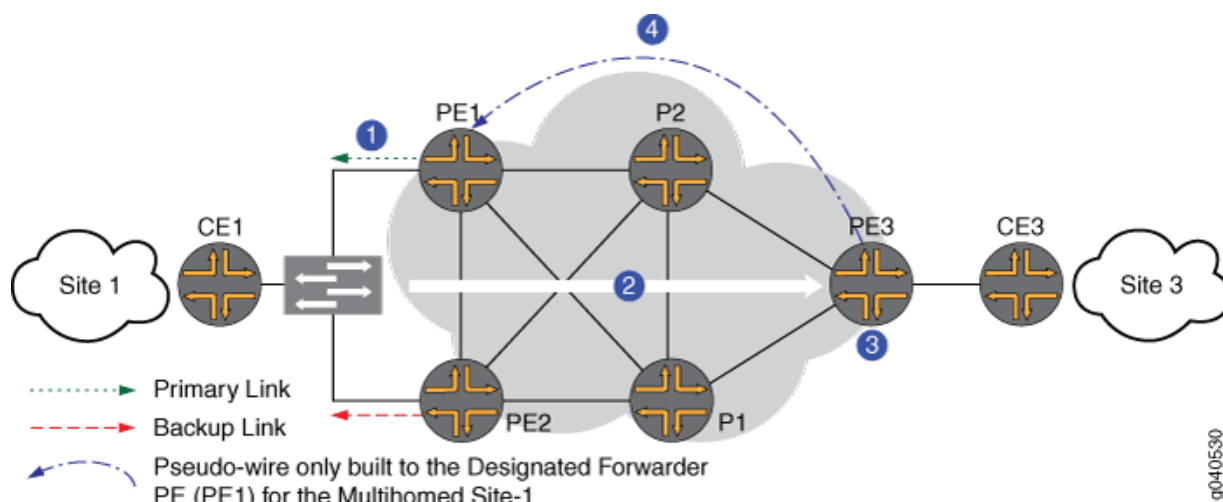 4
PE1
P2
1
CE1
PE3
CE3
Site 1
2
Site 3
3
Primary Link
Backup Link
PE2
P1
Pseudo-wire only built to the Designated Forwarder
PE (PE1) for the Multihomed Site-1
g040530